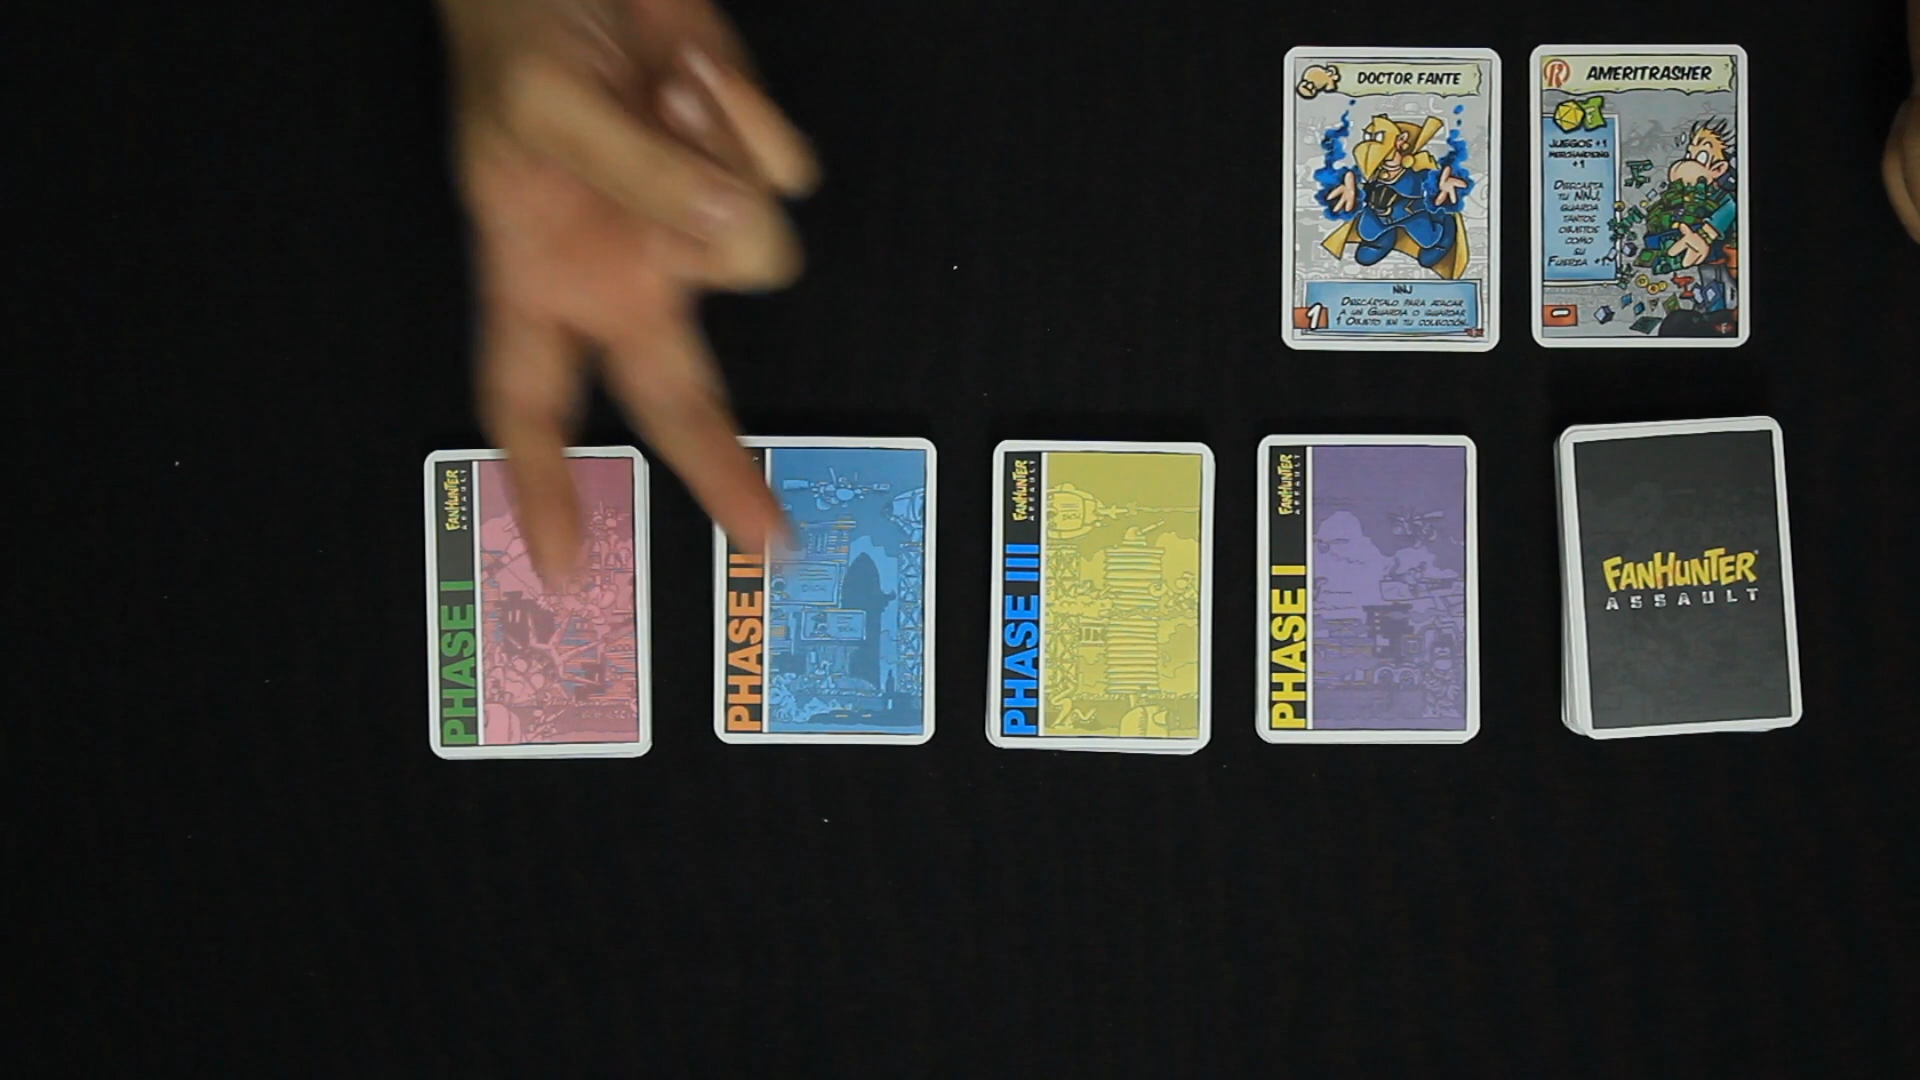 DOCTOR FANTE
NNJ
DESCÁRTALO PARA ATACAR
A UN GUARDIA O GUARDAR
1 OBJETO EN TU COLECCIÓN.
1
AMERITRASHER
JUEGOS +1
MERCHANDISING
+1
DESCARTA
TU NNJ,
GUARDA
TANTOS
OBJETOS
COMO
SU
FUERZA +1.
PHASE I
FANHUNTER
ASSAULT
PHASE II
PHASE III
FANHUNTER
ASSAULT
PHASE I
FANHUNTER
ASSAULT
FANHUNTER
ASSAULT